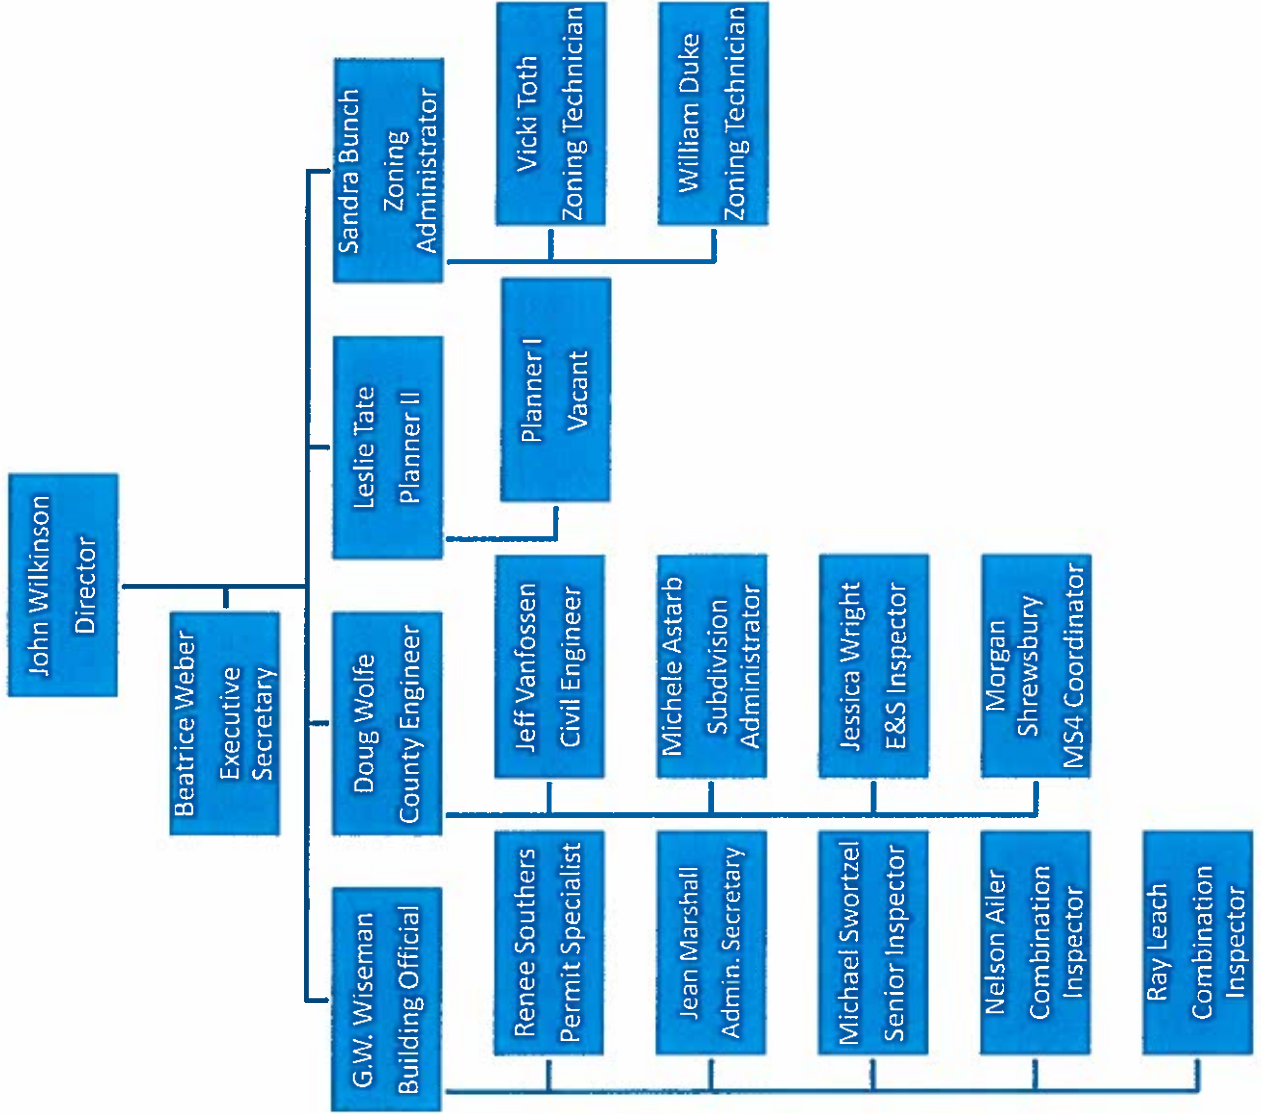 John Wilkinson
Director
Beatrice Weber
Executive
Secretary
G.W. Wiseman
Building Official
Doug Wolfe
County Engineer
Leslie Tate
Planner II
Sandra Bunch
Zoning
Administrator
Renee Southers
Permit Specialist
Jean Marshall
Admin. Secretary
Michael Swortzel
Senior Inspector
Nelson Ailer
Combination
Inspector
Ray Leach
Combination
Inspector
Jeff Vanfossen
Civil Engineer
Michele Astarb
Subdivision
Administrator
Jessica Wright
E&S Inspector
Morgan
Shrewsbury
MS4 Coordinator
Planner I
Vacant
Vicki Toth
Zoning Technician
William Duke
Zoning Technician